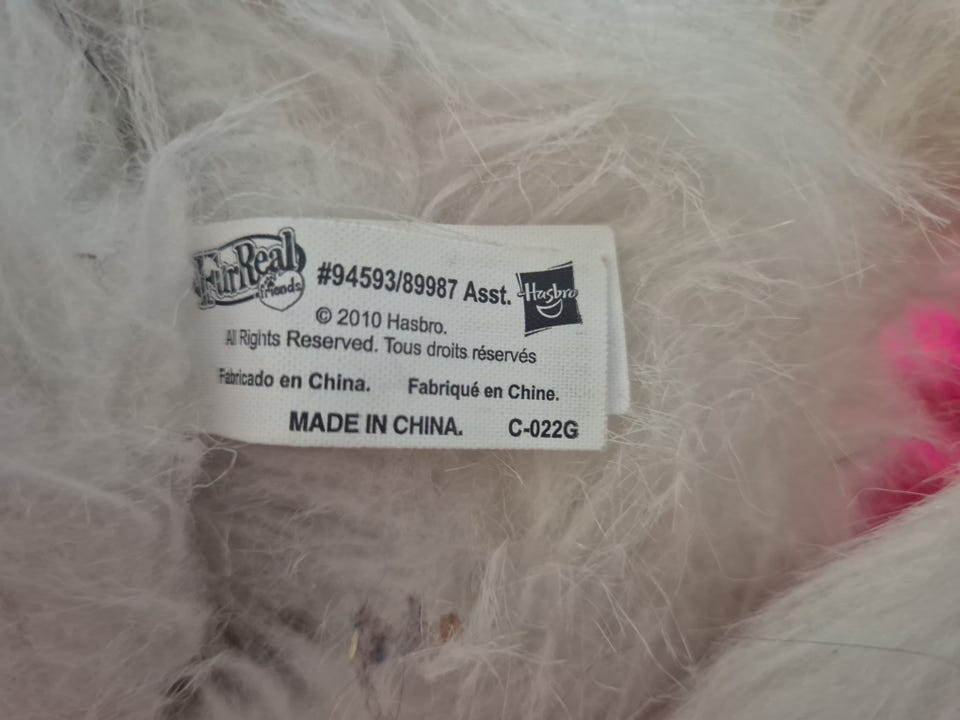 FurReal friends
#94593/89987 Asst. Hasbro
© 2010 Hasbro.
All Rights Reserved. Tous droits réservés
Fabricado en China. Fabriqué en Chine.
MADE IN CHINA. C-022G